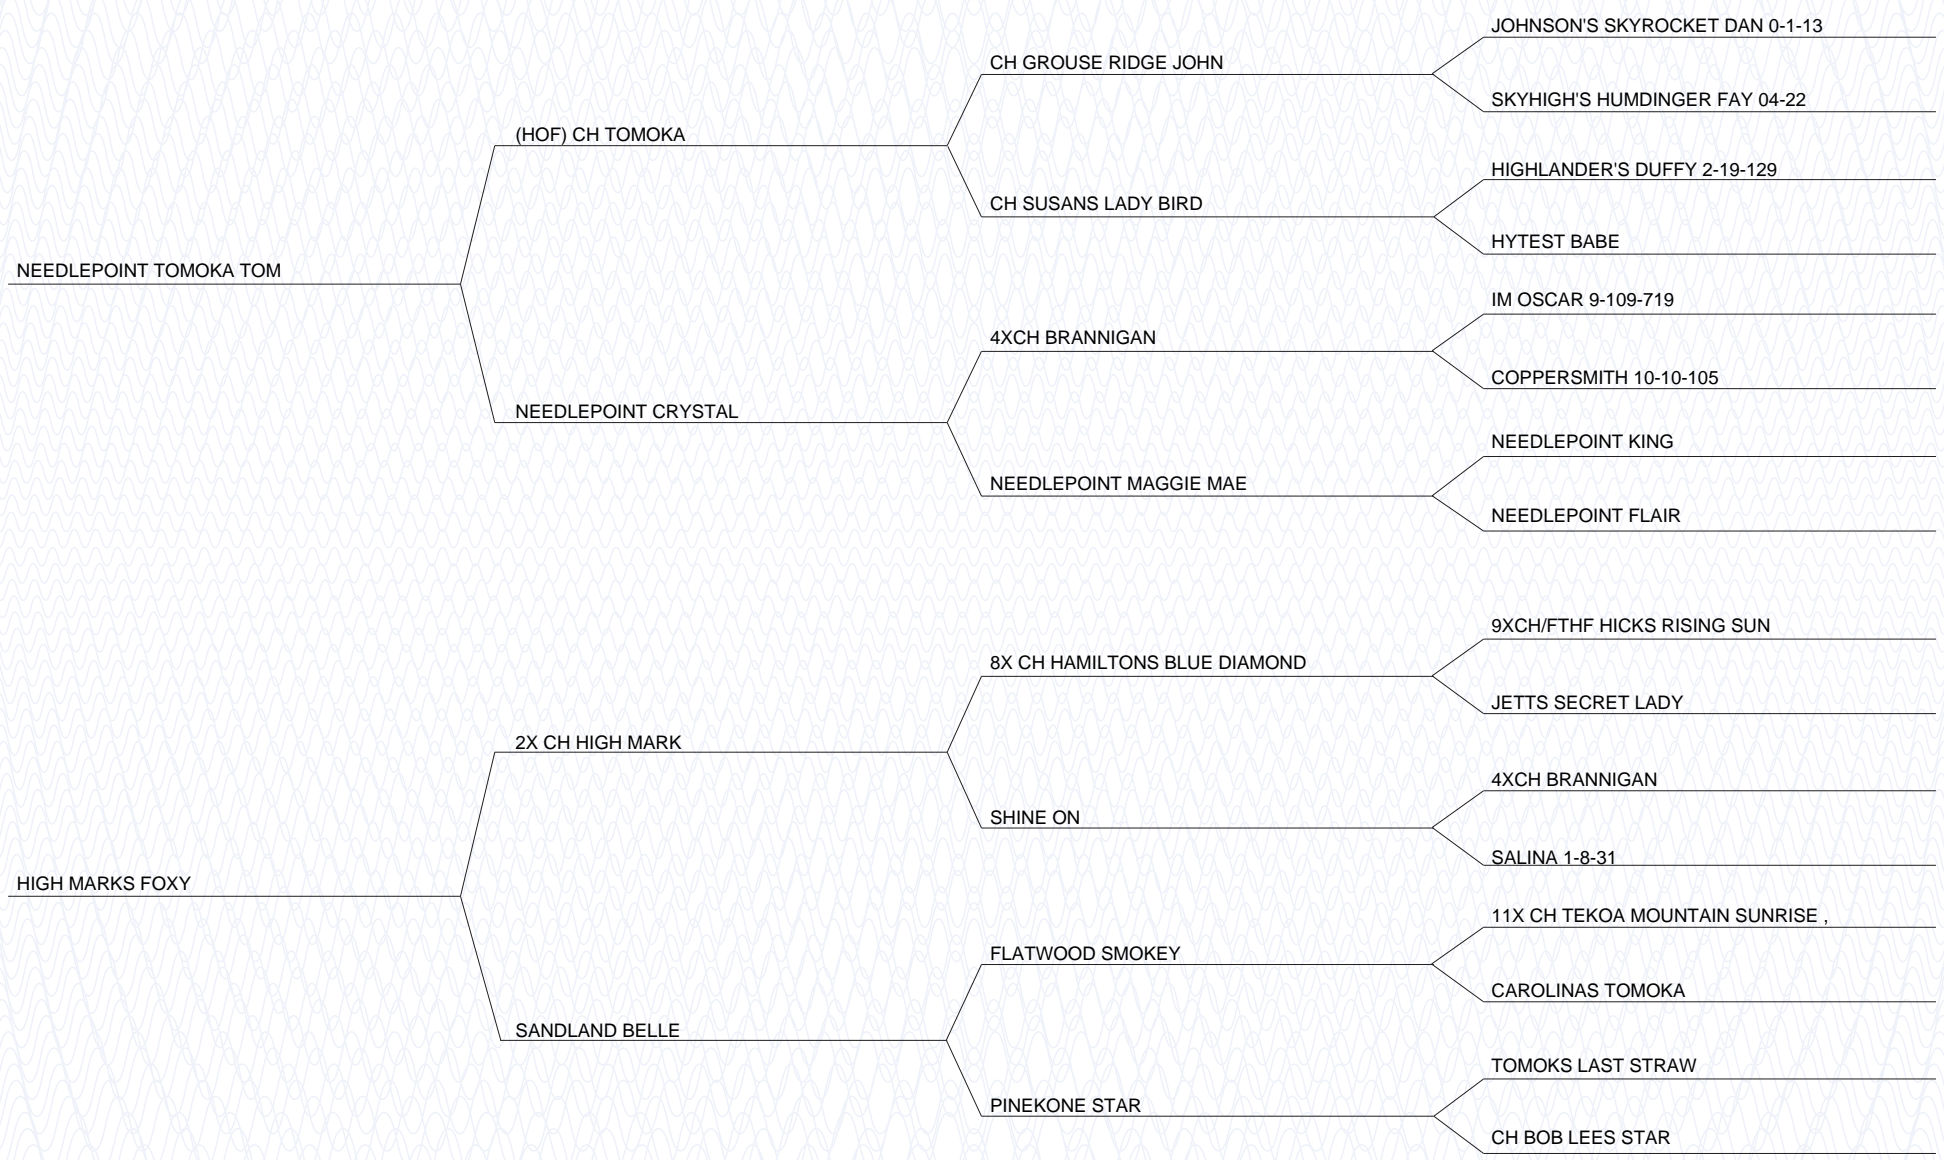 JOHNSON'S SKYROCKET DAN 0-1-13
CH GROUSE RIDGE JOHN
SKYHIGH'S HUMDINGER FAY 04-22
(HOF) CH TOMOKA
HIGHLANDER'S DUFFY 2-19-129
CH SUSANS LADY BIRD
HYTEST BABE
NEEDLEPOINT TOMOKA TOM
IM OSCAR 9-109-719
4XCH BRANNIGAN
COPPERSMITH 10-10-105
NEEDLEPOINT CRYSTAL
NEEDLEPOINT KING
NEEDLEPOINT MAGGIE MAE
NEEDLEPOINT FLAIR
9XCH/FTHF HICKS RISING SUN
8X CH HAMILTONS BLUE DIAMOND
JETTS SECRET LADY
2X CH HIGH MARK
4XCH BRANNIGAN
SHINE ON
SALINA 1-8-31
HIGH MARKS FOXY
11X CH TEKOA MOUNTAIN SUNRISE ,
FLATWOOD SMOKEY
CAROLINAS TOMOKA
SANDLAND BELLE
TOMOKS LAST STRAW
PINEKONE STAR
CH BOB LEES STAR